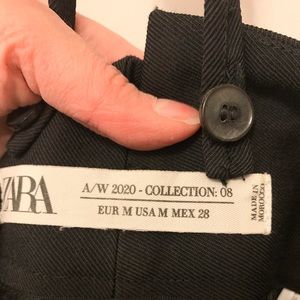 ZARA
A/W 2020 - COLLECTION: 08
EUR M USA M MEX 28
MADE IN
MOROCCO